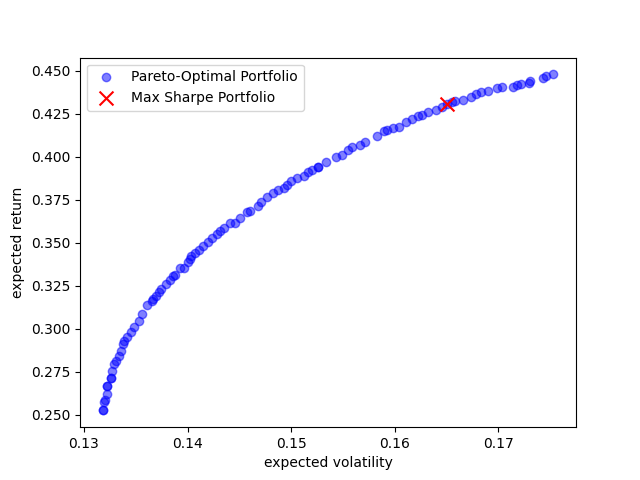 Pareto-Optimal Portfolio
Max Sharpe Portfolio
expected return
0.450
0.425
0.400
0.375
0.350
0.325
0.300
0.275
0.250
0.13 0.14 0.15 0.16 0.17
expected volatility